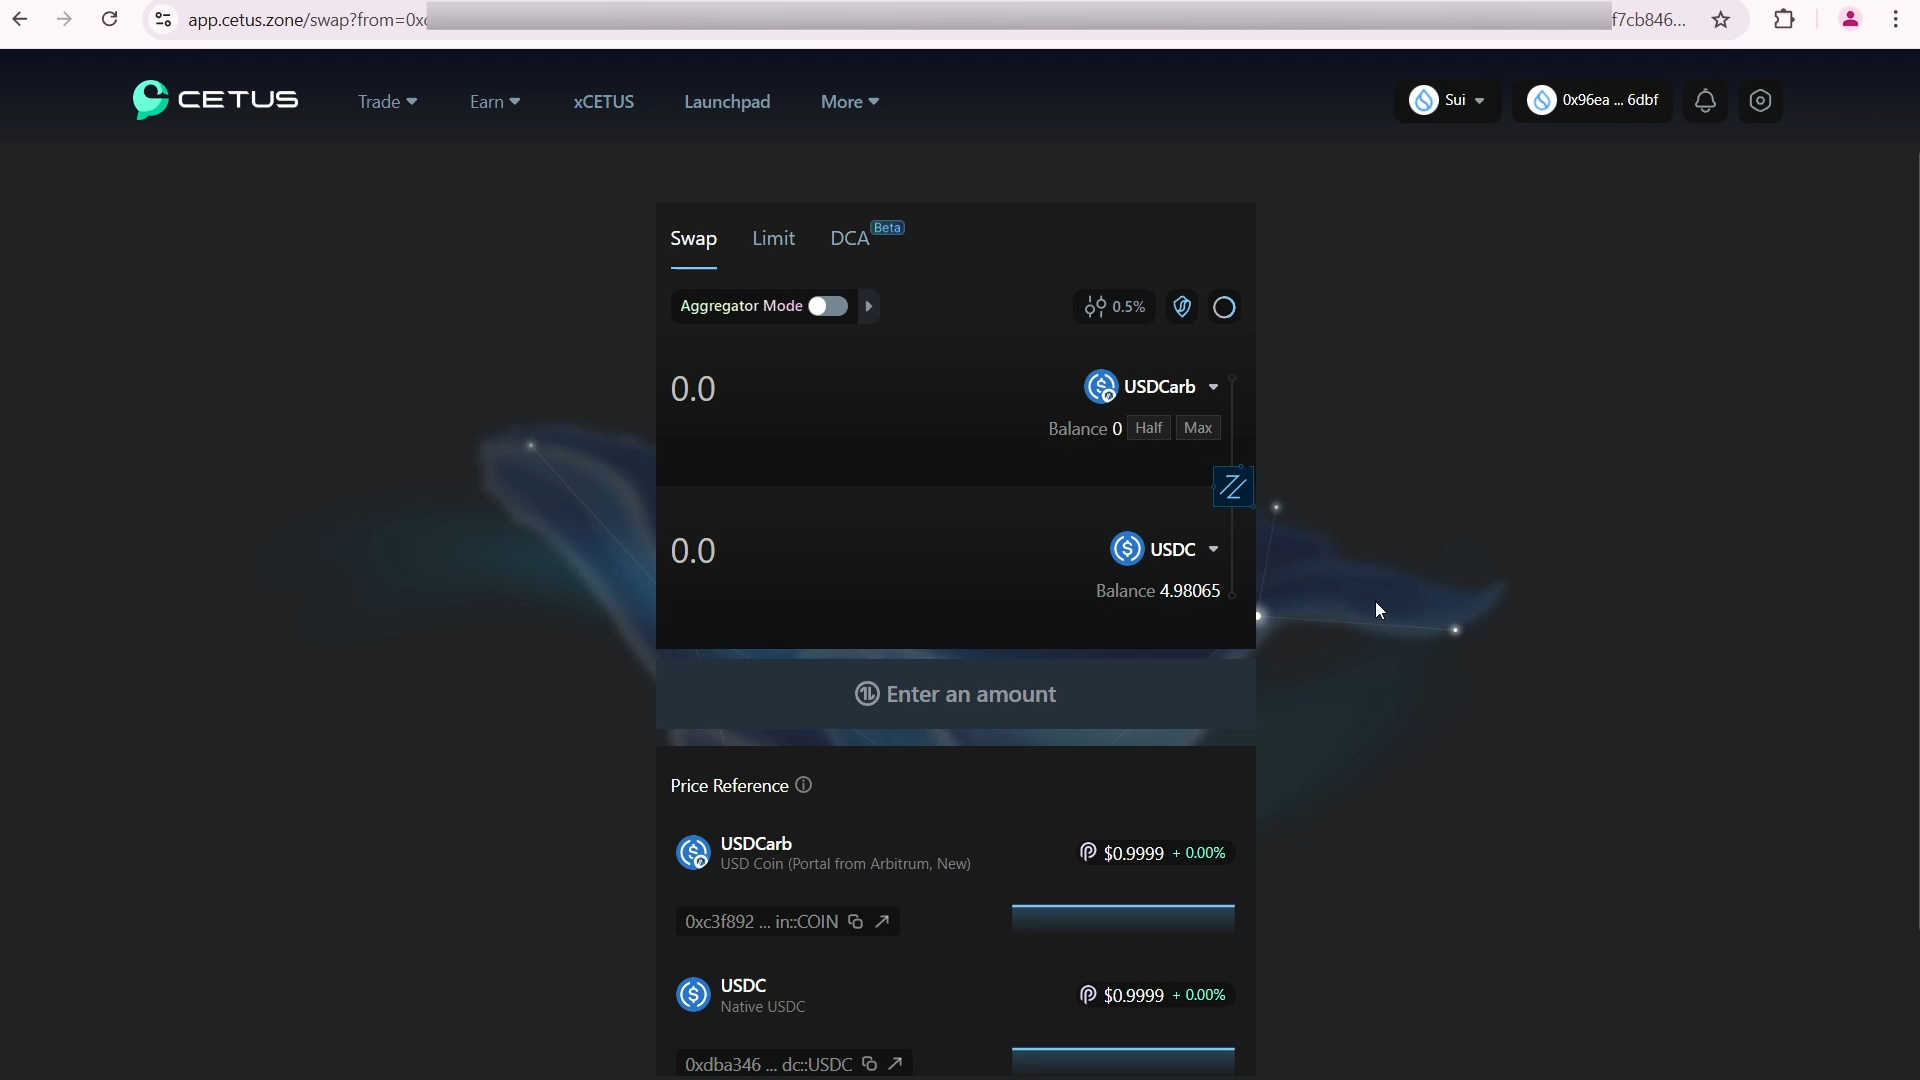 app.cetus.zone/swap?from=0xc
f7cb846...
CETUS
Trade
Earn
xCETUS
Launchpad
More
Sui
0x96ea ... 6dbf
Swap
Limit
DCA
Beta
Aggregator Mode
0.5%
0.0
USDCarb
Balance 0
Half
Max
0.0
USDC
Balance 4.98065
Enter an amount
Price Reference
USDCarb
USD Coin (Portal from Arbitrum, New)
$0.9999 + 0.00%
0xc3f892 ... in::COIN
USDC
Native USDC
$0.9999 + 0.00%
0xdba346 ... dc::USDC